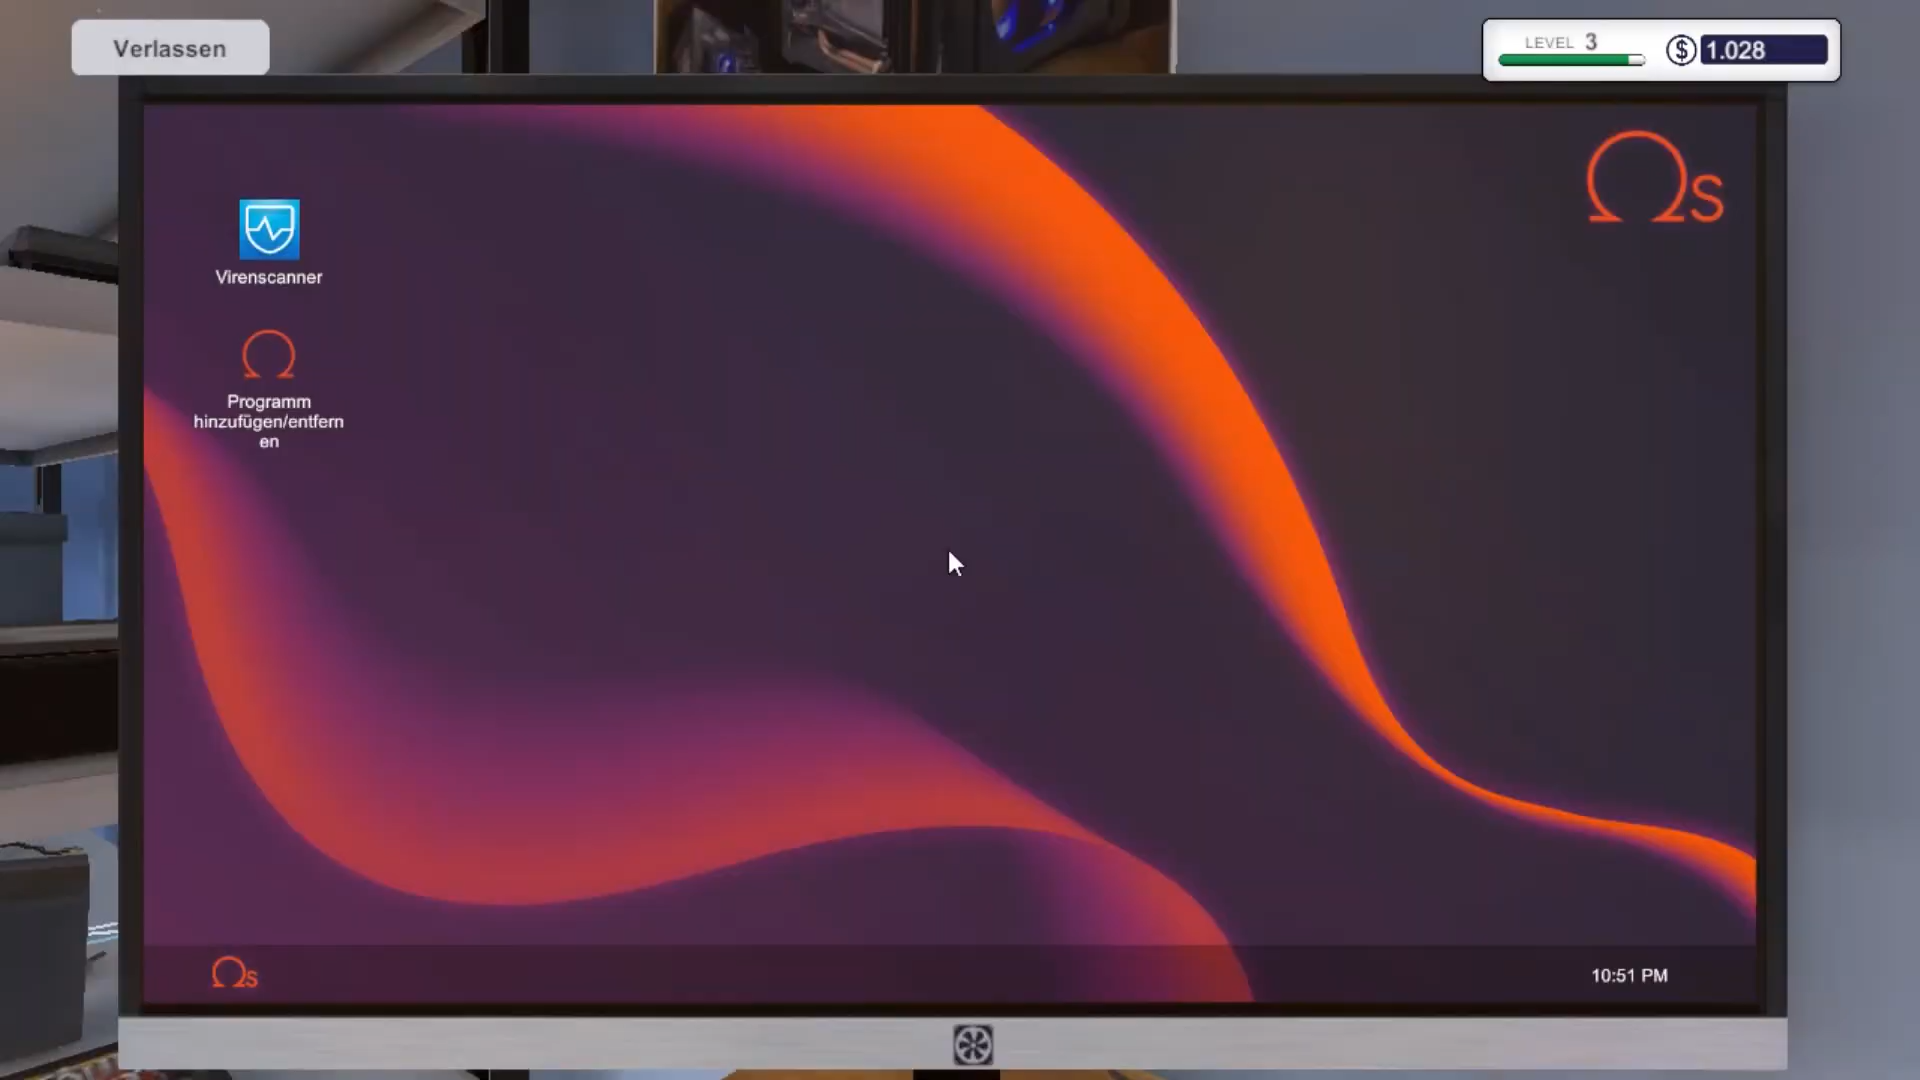 Verlassen
LEVEL 3
$ 1.028
Ωs
Virenscanner
Programm
hinzufügen/entfern
en
Ωs
10:51 PM